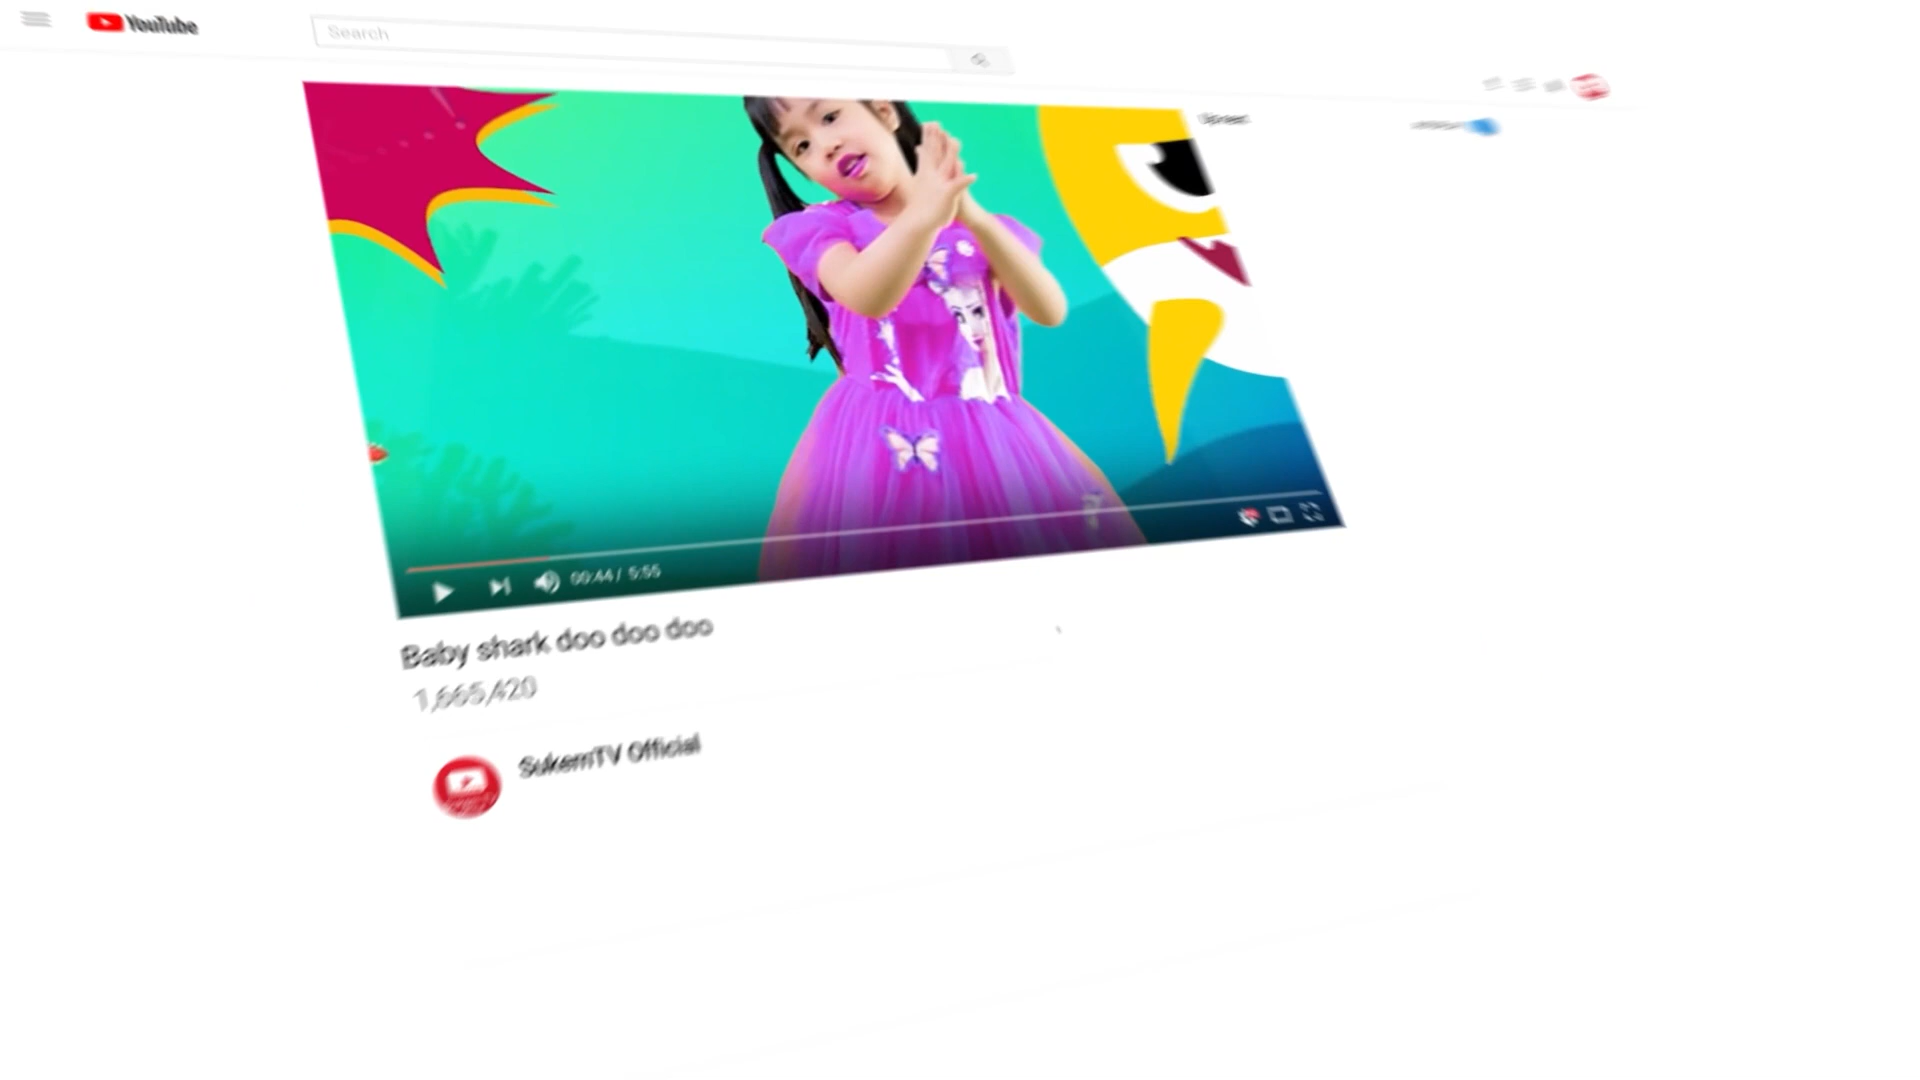 YouTube
Search
00:44 / 5:55
Baby shark doo doo doo
1,665,420
SukemTV Official